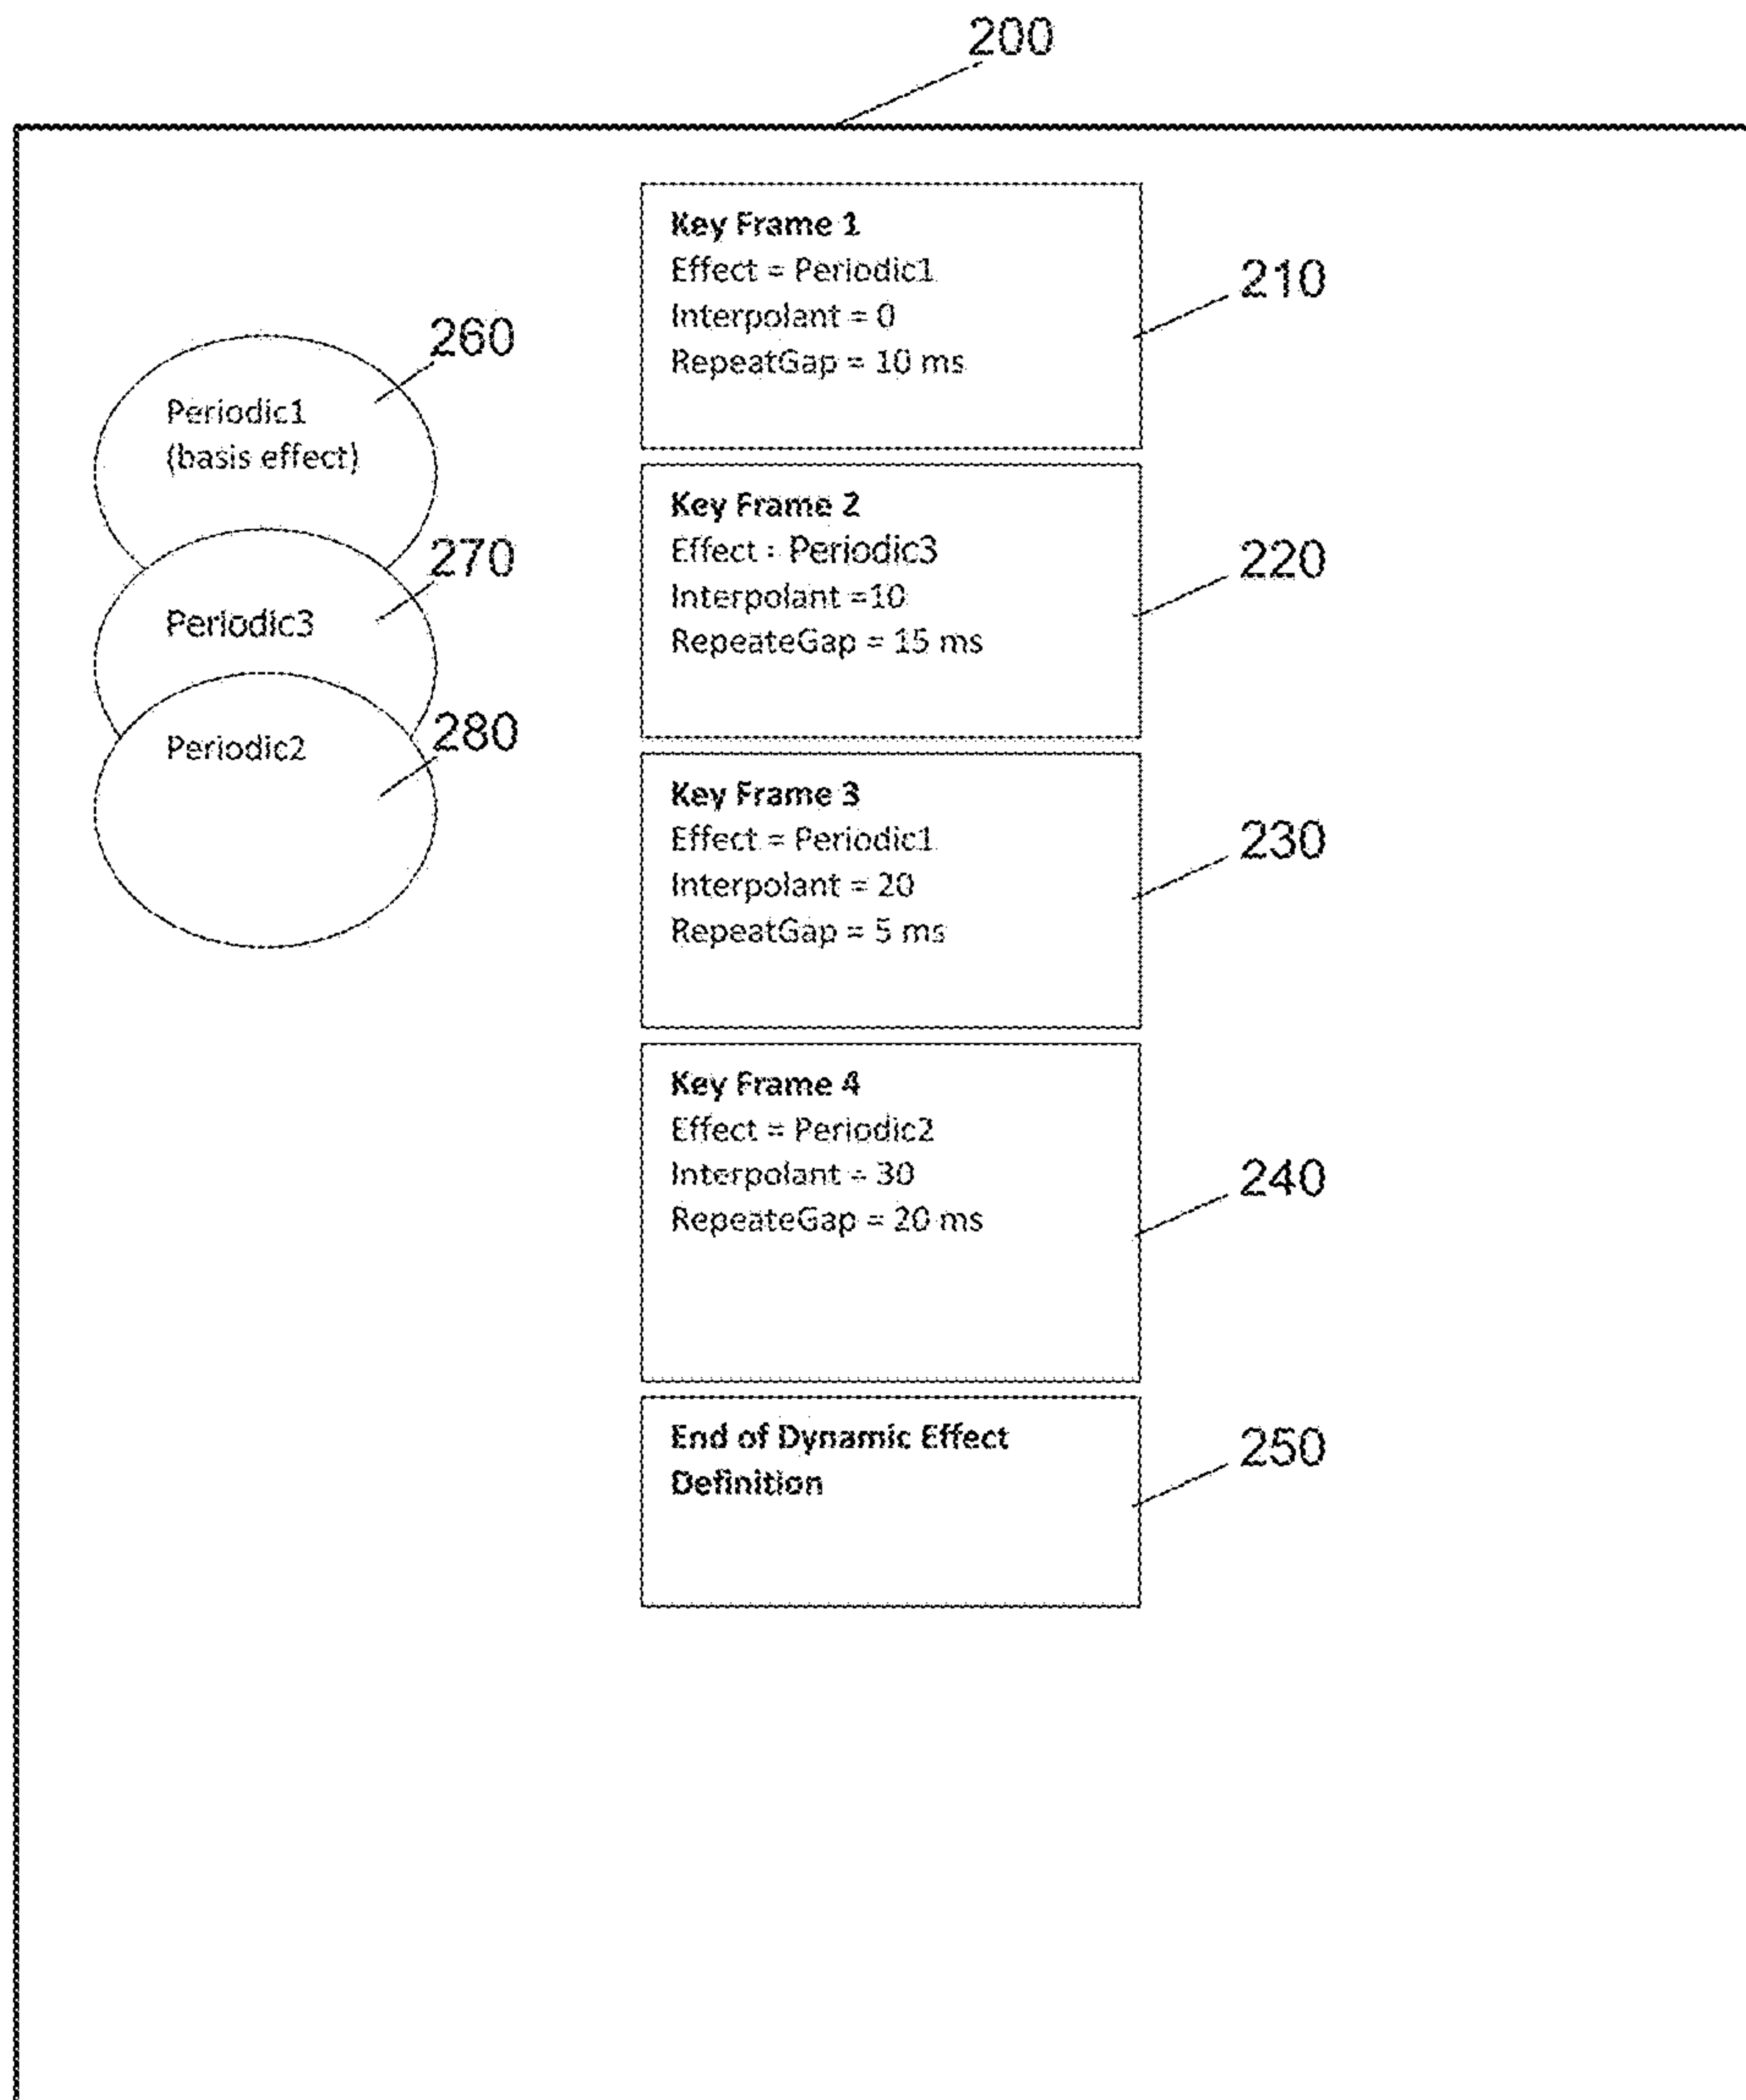 200
Key Frame 1
Effect = Periodic1
Interpolant = 0
RepeatGap = 10 ms
210
260
Periodic1
(basis effect)
Key Frame 2
Effect : Periodic3
Interpolant =10
RepeateGap = 15 ms
220
270
Periodic3
280
Periodic2
Key Frame 3
Effect = Periodic1
Interpolant = 20
RepeatGap = 5 ms
230
Key Frame 4
Effect = Periodic2
Interpolant = 30
RepeateGap = 20 ms
240
End of Dynamic Effect
Definition
250